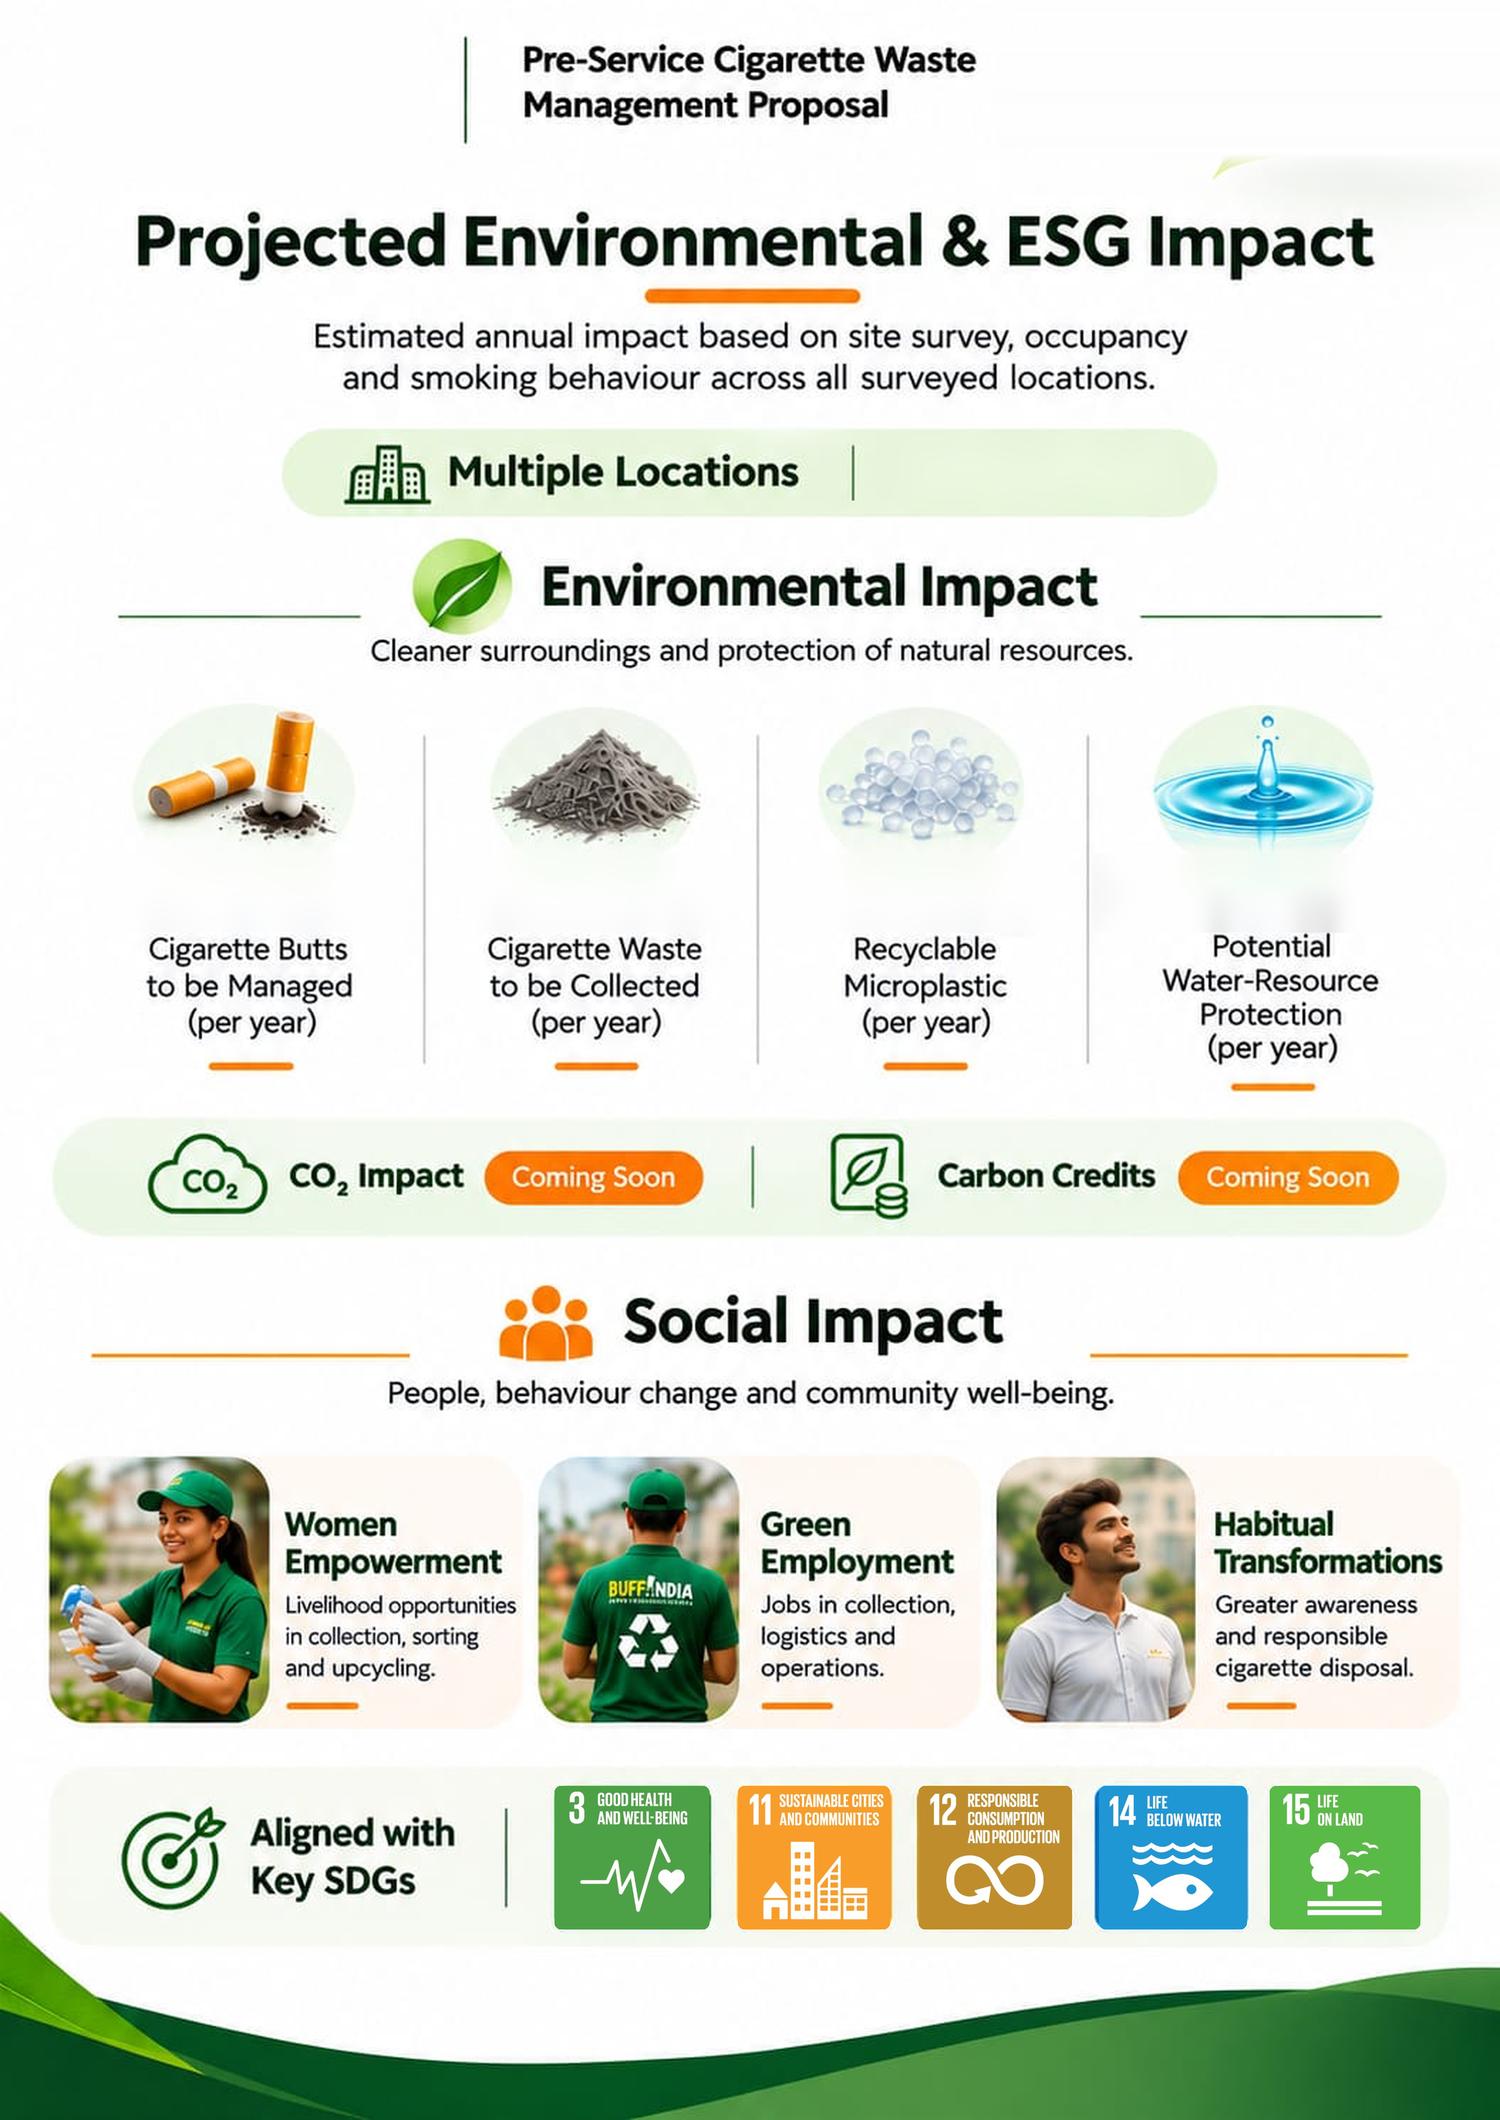 Pre-Service Cigarette Waste
Management Proposal
Projected Environmental & ESG Impact
Estimated annual impact based on site survey, occupancy
and smoking behaviour across all surveyed locations.
Multiple Locations
Environmental Impact
Cleaner surroundings and protection of natural resources.
Cigarette Butts
to be Managed
(per year)
Cigarette Waste
to be Collected
(per year)
Recyclable
Microplastic
(per year)
Potential
Water-Resource
Protection
(per year)
CO₂
CO₂ Impact
Coming Soon
Carbon Credits
Coming Soon
Social Impact
People, behaviour change and community well-being.
Women
Empowerment
Livelihood opportunities
in collection, sorting
and upcycling.
BUFFINDIA
Green
Employment
Jobs in collection,
logistics and
operations.
Habitual
Transformations
Greater awareness
and responsible
cigarette disposal.
Aligned with
Key SDGs
3 GOOD HEALTH
AND WELL-BEING
11 SUSTAINABLE CITIES
AND COMMUNITIES
12 RESPONSIBLE
CONSUMPTION
AND PRODUCTION
14 LIFE
BELOW WATER
15 LIFE
ON LAND